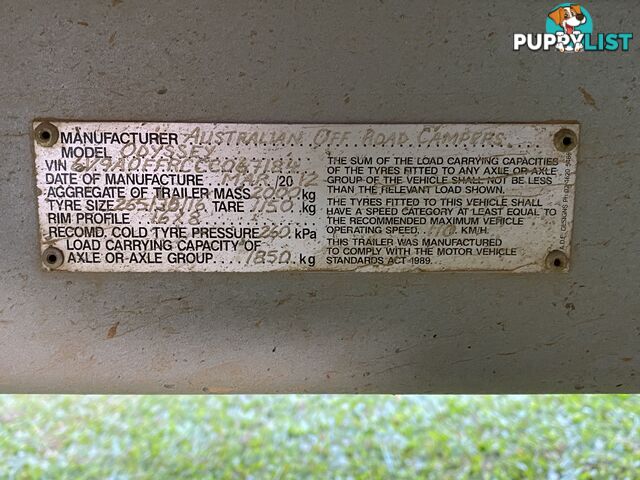 PUPPYLIST
MANUFACTURER AUSTRALIAN OFF ROAD CAMPERS
MODEL ODYSSEY
VIN
DATE OF MANUFACTURE /20 12
AGGREGATE OF TRAILER MASS kg
TYRE SIZE TARE 1150 kg
RIM PROFILE 16X8
RECOMD. COLD TYRE PRESSURE 260 kPa
LOAD CARRYING CAPACITY OF
AXLE OR AXLE GROUP....1850.kg
THE SUM OF THE LOAD CARRYING CAPACITIES
OF THE TYRES FITTED TO ANY AXLE OR AXLE
GROUP OF THE VEHICLE SHALL NOT BE LESS
THAN THE RELEVANT LOAD SHOWN.
THE TYRES FITTED TO THIS VEHICLE SHALL
HAVE A SPEED CATEGORY AT LEAST EQUAL TO
THE RECOMMENDED MAXIMUM VEHICLE
OPERATING SPEED. 110 KM/H.
THIS TRAILER WAS MANUFACTURED
TO COMPLY WITH THE MOTOR VEHICLE
STANDARDS ACT 1989.